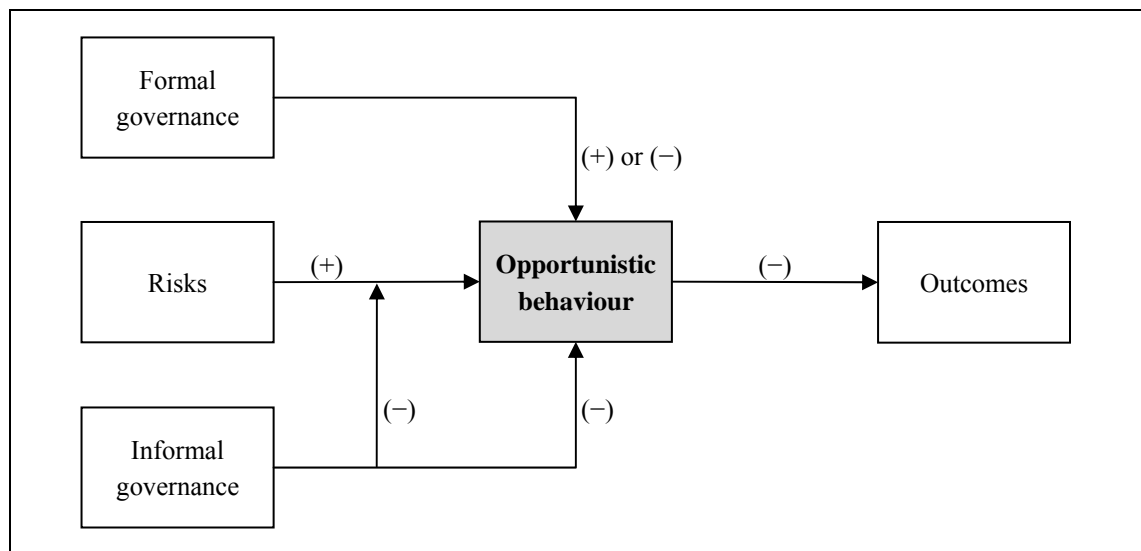 Formal
governance
(+) or (−)
Risks
(+)
Opportunistic
behaviour
(−)
Outcomes
(−)
(−)
Informal
governance